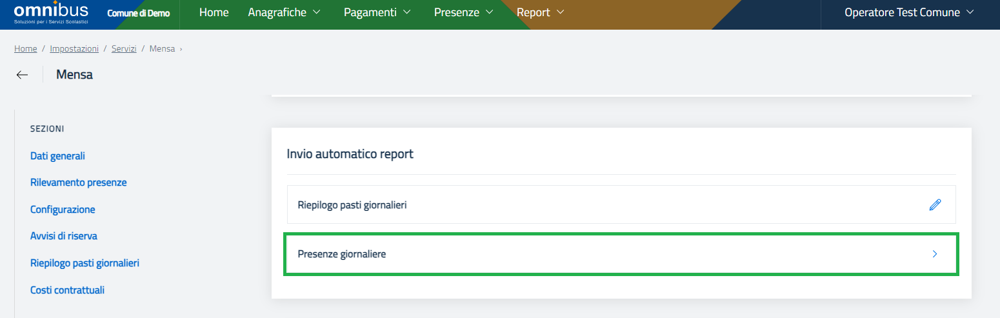 omnibus
Soluzioni per i Servizi Scolastici
Comune di Demo
Home
Anagrafiche
Pagamenti
Presenze
Report
Operatore Test Comune
Home / Impostazioni / Servizi / Mensa ›
Mensa
SEZIONI
Dati generali
Rilevamento presenze
Configurazione
Avvisi di riserva
Riepilogo pasti giornalieri
Costi contrattuali
Invio automatico report
Riepilogo pasti giornalieri
Presenze giornaliere